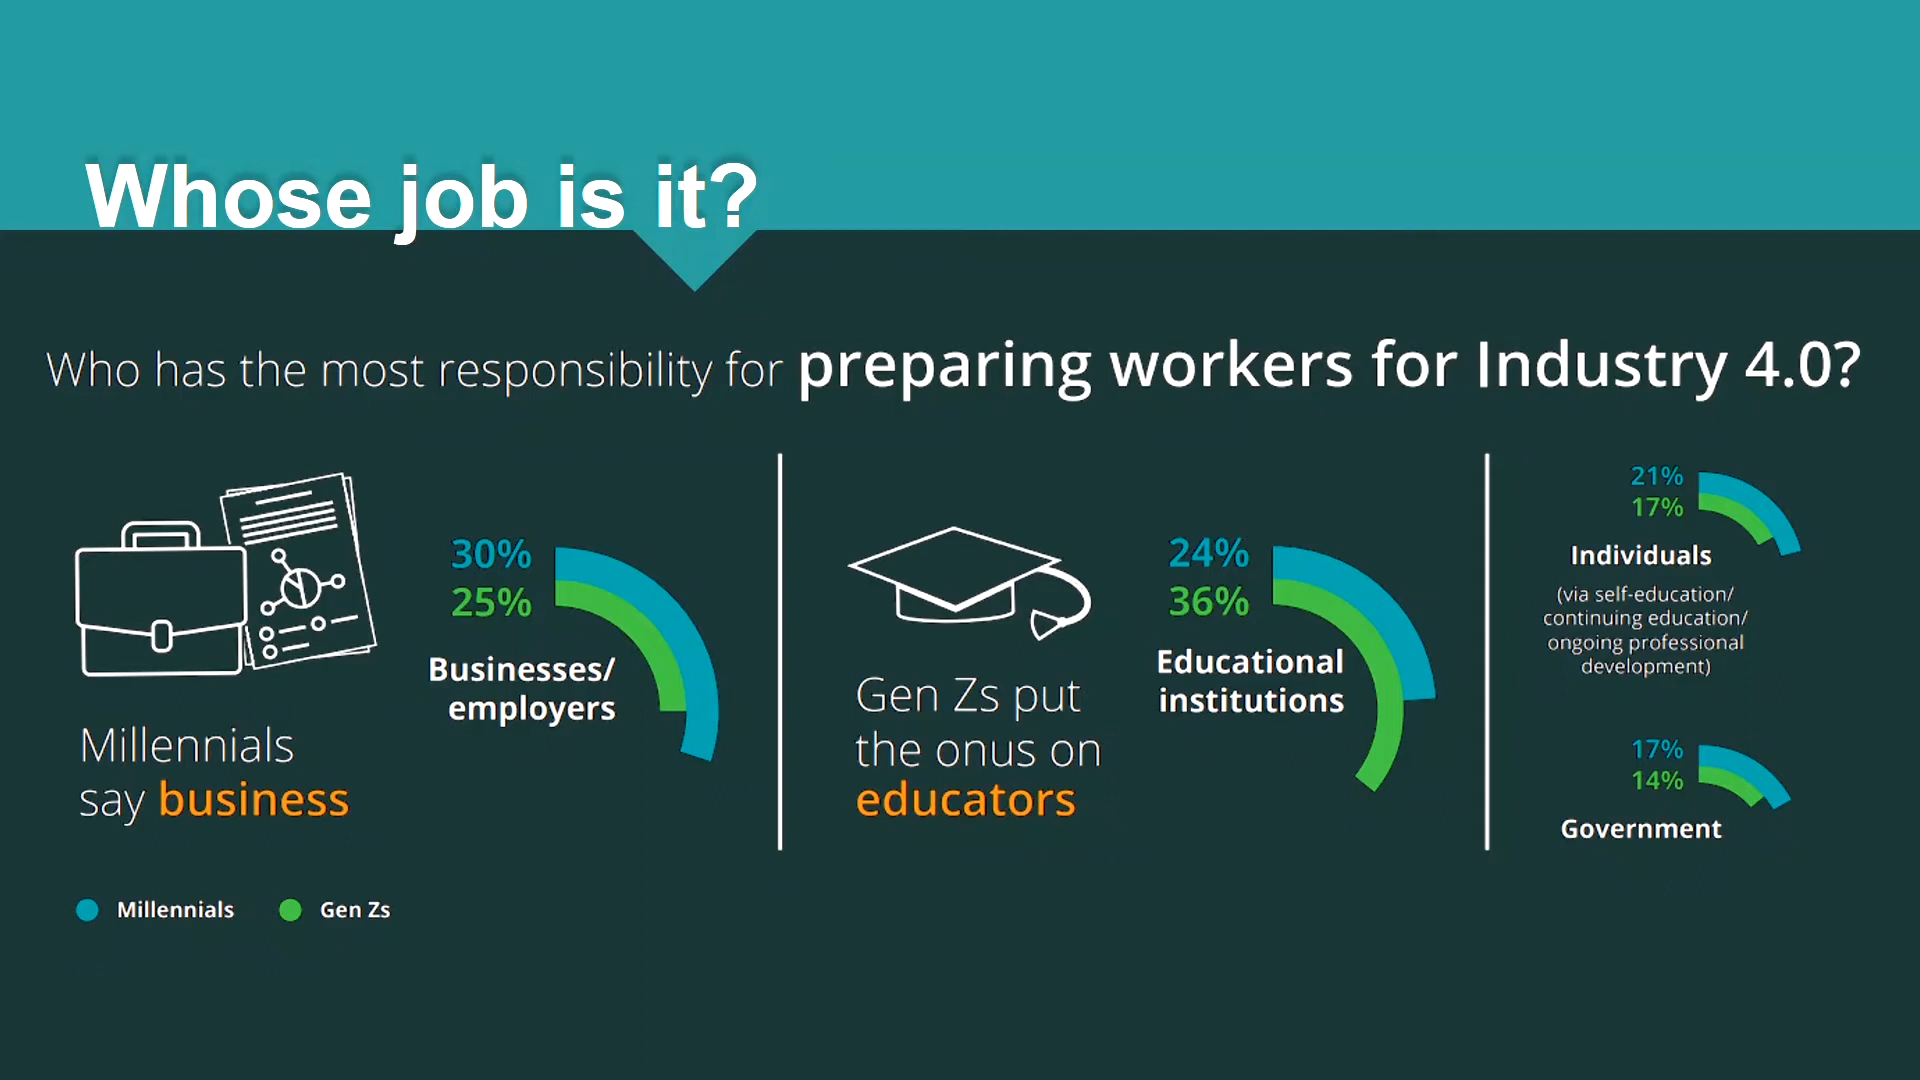 Whose job is it?
Who has the most responsibility for preparing workers for Industry 4.0?
30%
25%
Businesses/
employers
Millennials
say business
24%
36%
Educational
institutions
Gen Zs put
the onus on
educators
21%
17%
Individuals
(via self-education/
continuing education/
ongoing professional
development)
17%
14%
Government
Millennials
Gen Zs